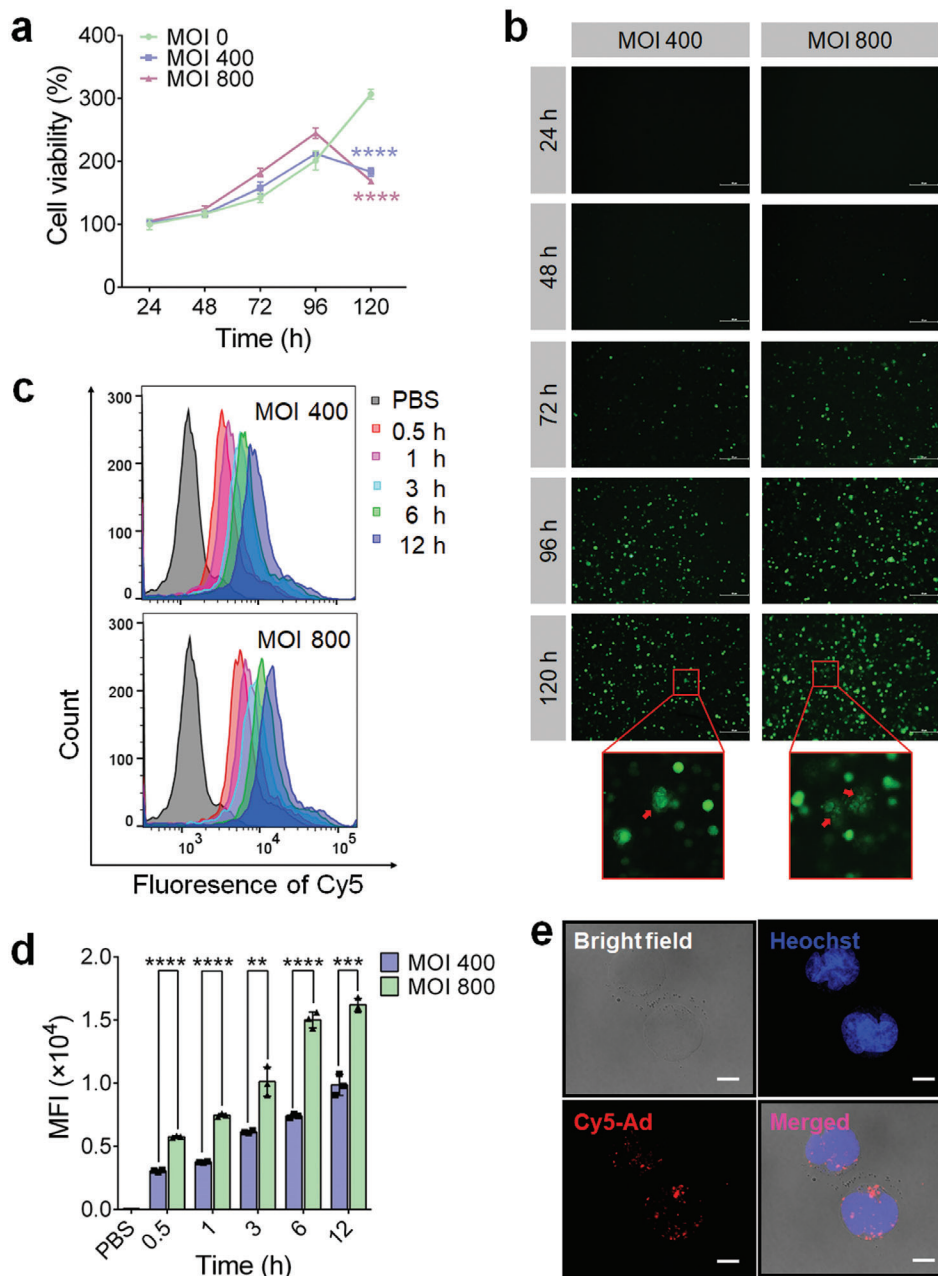 a
MOI 0
MOI 400
MOI 800
Cell viability (%)
400
300
200
100
0
****
****
24 48 72 96 120
Time (h)
b
MOI 400 MOI 800
24 h
48 h
72 h
96 h
120 h
c
MOI 400
300
200
100
0
PBS
0.5 h
1 h
3 h
6 h
12 h
MOI 800
300
200
100
0
Count
10³ 10⁴ 10⁵
Fluoresence of Cy5
d
**** **** ** **** ***
MOI 400
MOI 800
MFI (×10⁴)
2.0
1.5
1.0
0.5
0.0
PBS 0.5 1 3 6 12
Time (h)
e
Bright field
Heochst
Cy5-Ad
Merged